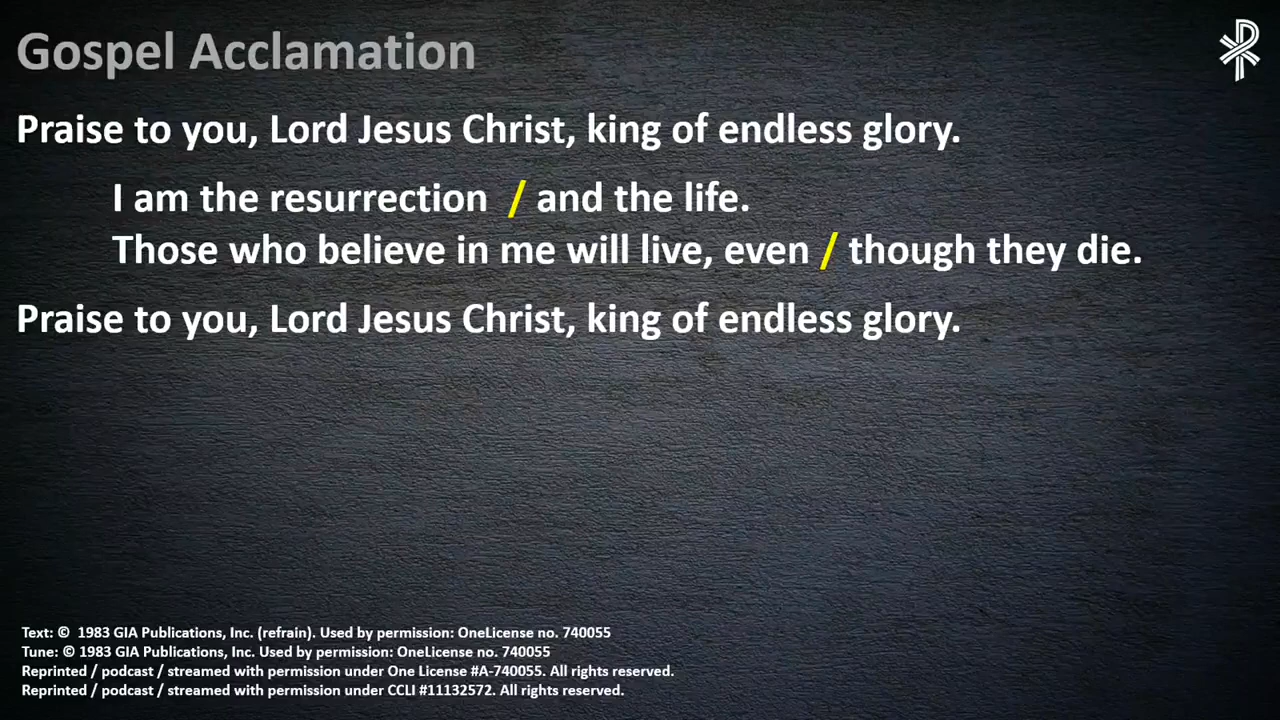 Gospel Acclamation
Praise to you, Lord Jesus Christ, king of endless glory.
I am the resurrection / and the life.
Those who believe in me will live, even / though they die.
Praise to you, Lord Jesus Christ, king of endless glory.
Text: © 1983 GIA Publications, Inc. (refrain). Used by permission: OneLicense no. 740055
Tune: © 1983 GIA Publications, Inc. Used by permission: OneLicense no. 740055
Reprinted / podcast / streamed with permission under One License #A-740055. All rights reserved.
Reprinted / podcast / streamed with permission under CCLI #11132572. All rights reserved.